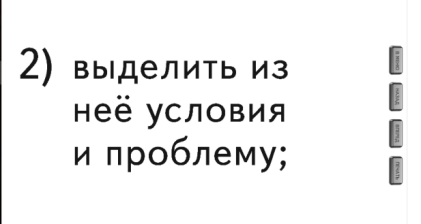 2) выделить из
неё условия
и проблему;